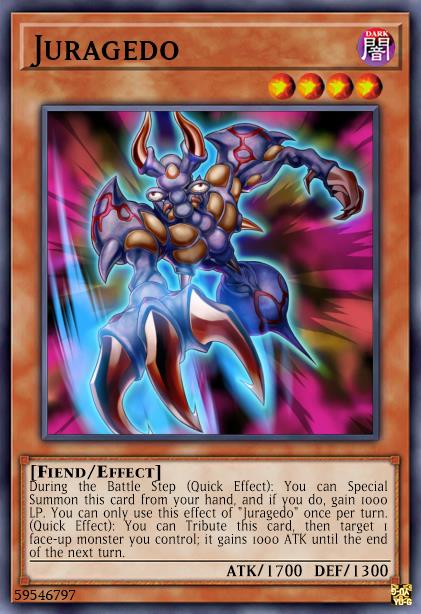 JURAGEDO
DARK
闇
[FIEND/EFFECT]
During the Battle Step (Quick Effect): You can Special
Summon this card from your hand, and if you do, gain 1000
LP. You can only use this effect of "Juragedo" once per turn.
(Quick Effect): You can Tribute this card, then target 1
face-up monster you control; it gains 1000 ATK until the end
of the next turn.
ATK/1700 DEF/1300
59546797